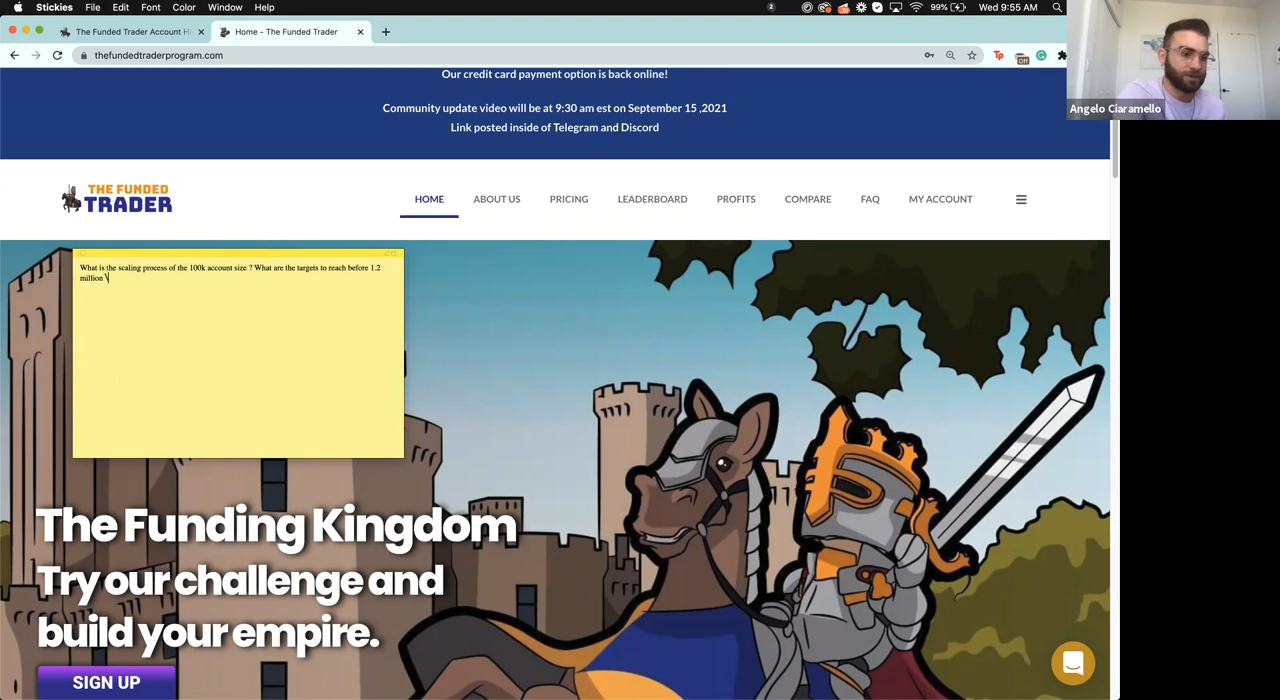 Stickies File Edit Font Color Window Help
2
99% Wed 9:55 AM
The Funded Trader Account Hi
Home - The Funded Trader
thefundedtraderprogram.com
Tp
Off
Our credit card payment option is back online!
Community update video will be at 9:30 am est on September 15 ,2021
Link posted inside of Telegram and Discord
THE FUNDED
TRADER
HOME ABOUT US PRICING LEADERBOARD PROFITS COMPARE FAQ MY ACCOUNT
What is the scaling process of the 100k account size ? What are the targets to reach before 1.2
million \
The Funding Kingdom
Try our challenge and
build your empire.
SIGN UP
Angelo Ciaramello